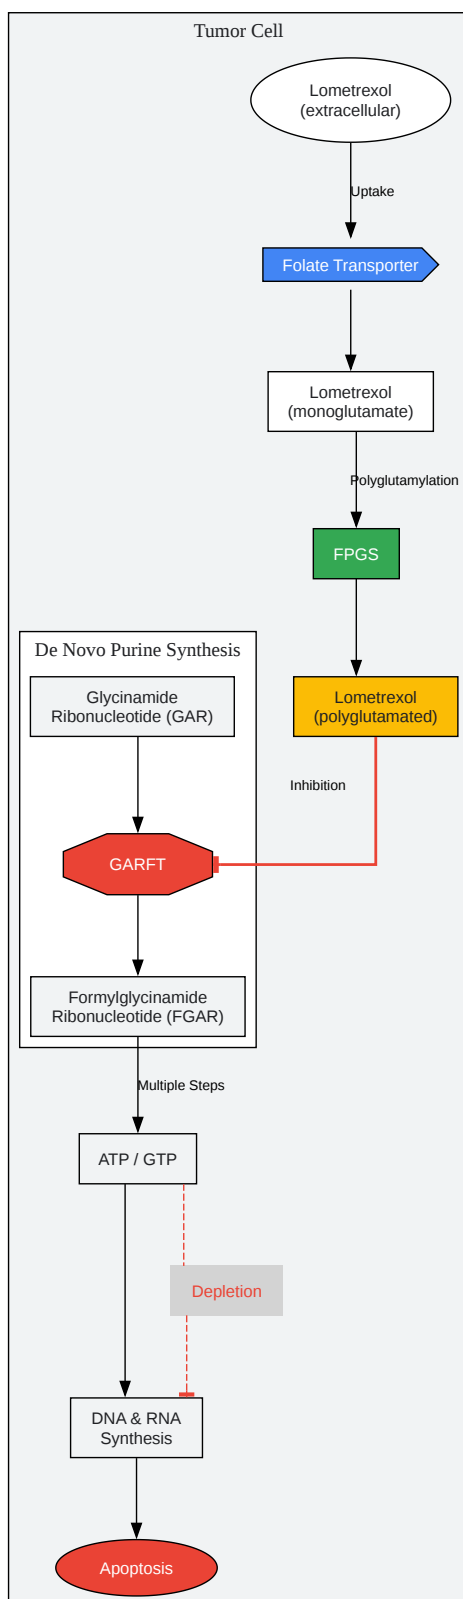 Tumor Cell
Lometrexol
(extracellular)
Uptake
Folate Transporter
Lometrexol
(monoglutamate)
Polyglutamylation
FPGS
De Novo Purine Synthesis
Glycinamide
Ribonucleotide (GAR)
Lometrexol
(polyglutamated)
Inhibition
GARFT
Formylglycinamide
Ribonucleotide (FGAR)
Multiple Steps
ATP / GTP
Depletion
DNA & RNA
Synthesis
Apoptosis